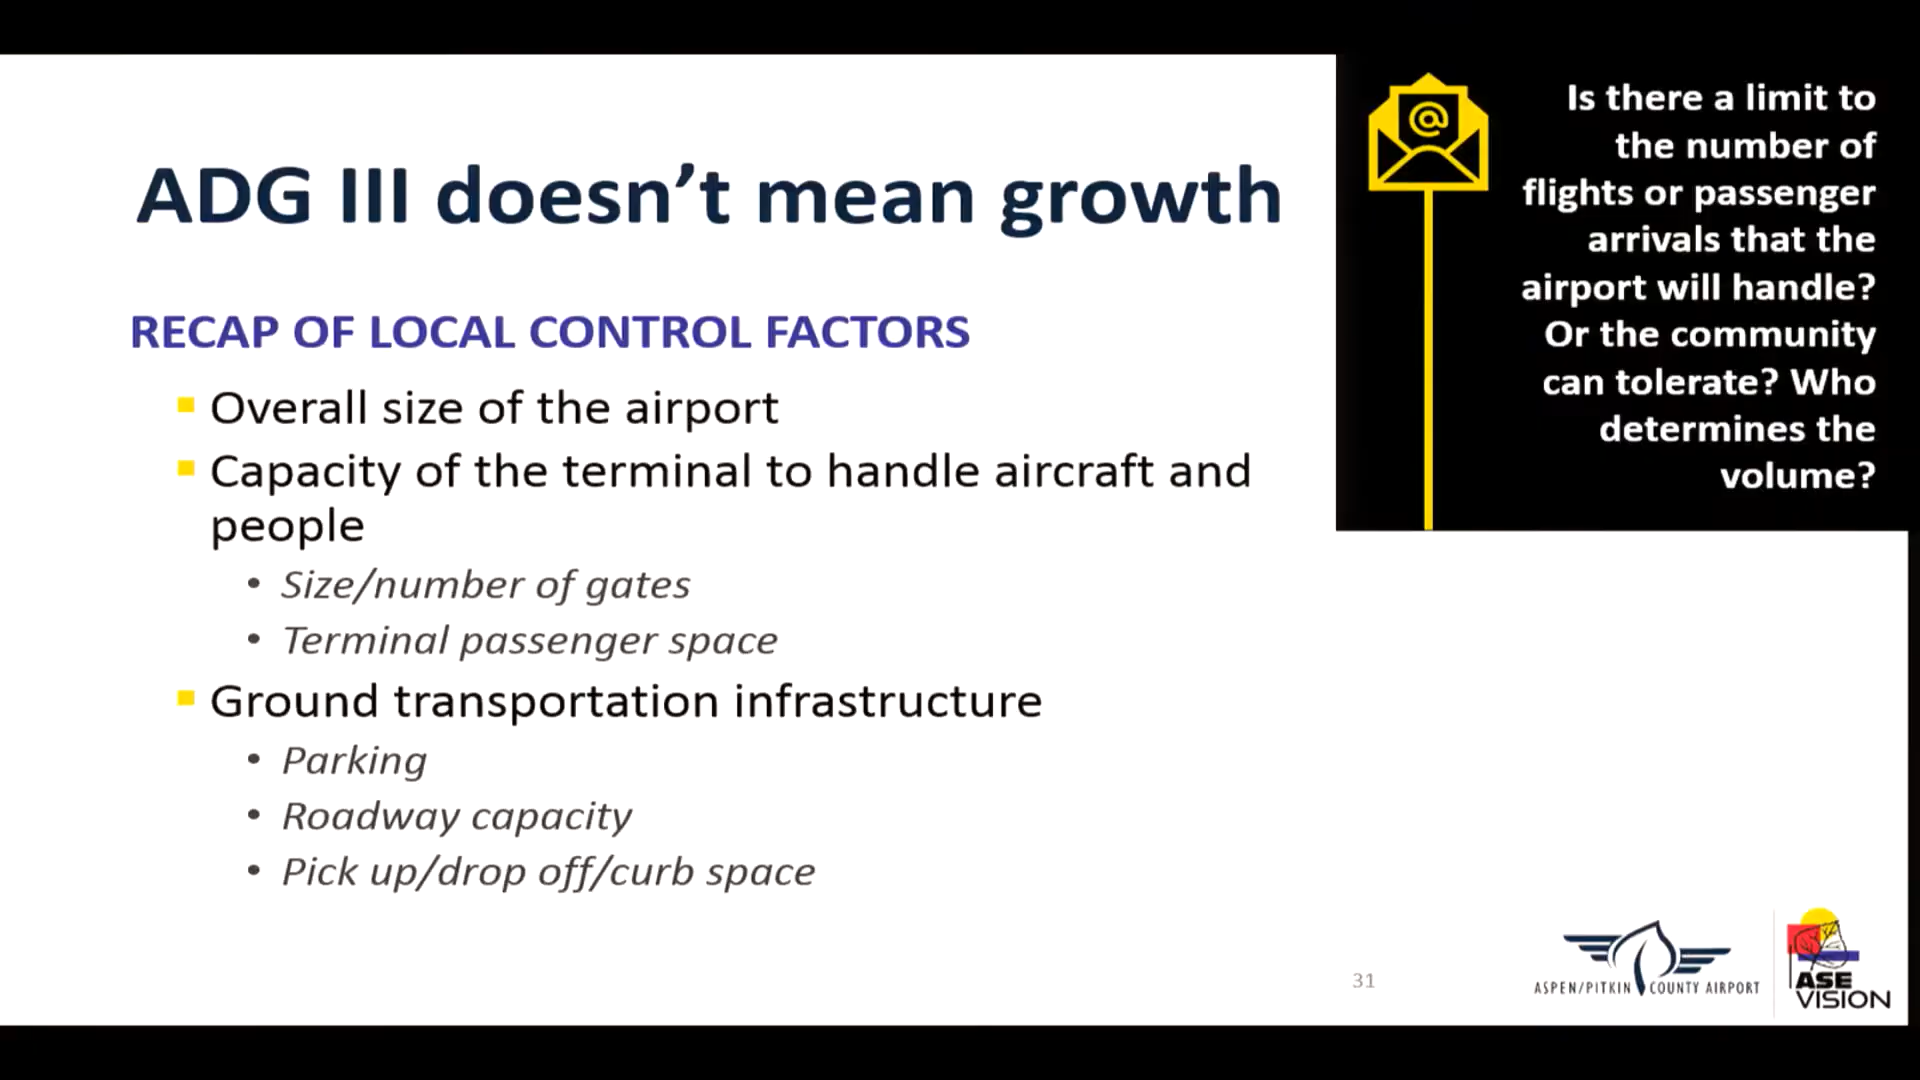 ADG III doesn’t mean growth
RECAP OF LOCAL CONTROL FACTORS
Overall size of the airport
Capacity of the terminal to handle aircraft and
people
• Size/number of gates
• Terminal passenger space
Ground transportation infrastructure
• Parking
• Roadway capacity
• Pick up/drop off/curb space
@
Is there a limit to
the number of
flights or passenger
arrivals that the
airport will handle?
Or the community
can tolerate? Who
determines the
volume?
31
ASPEN/PITKIN COUNTY AIRPORT
ASE
VISION